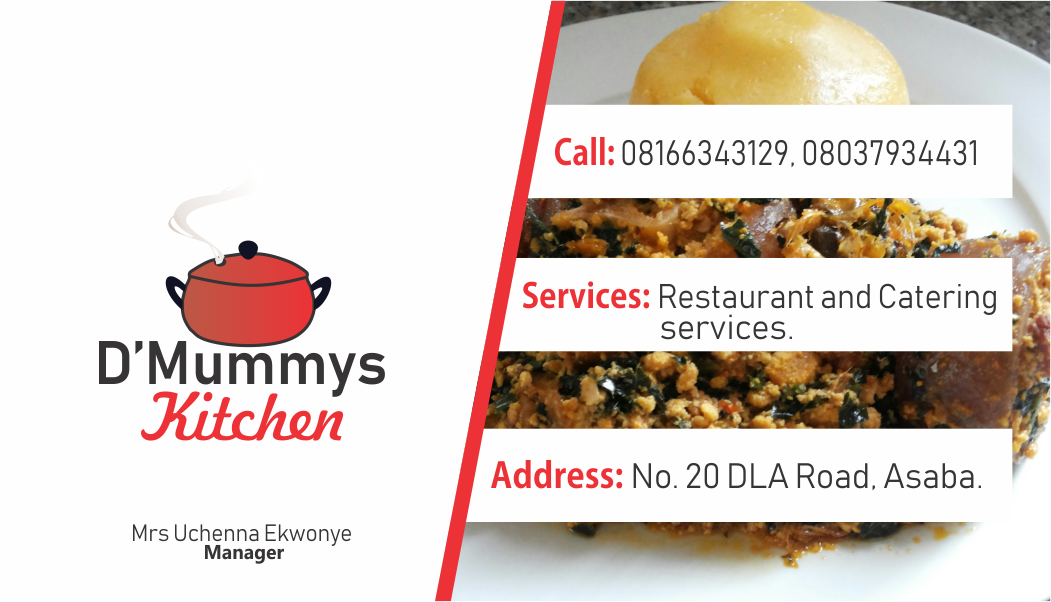 D'Mummys
Kitchen
Mrs Uchenna Ekwonye
Manager
Call: 08166343129, 08037934431
Services: Restaurant and Catering
services.
Address: No. 20 DLA Road, Asaba.